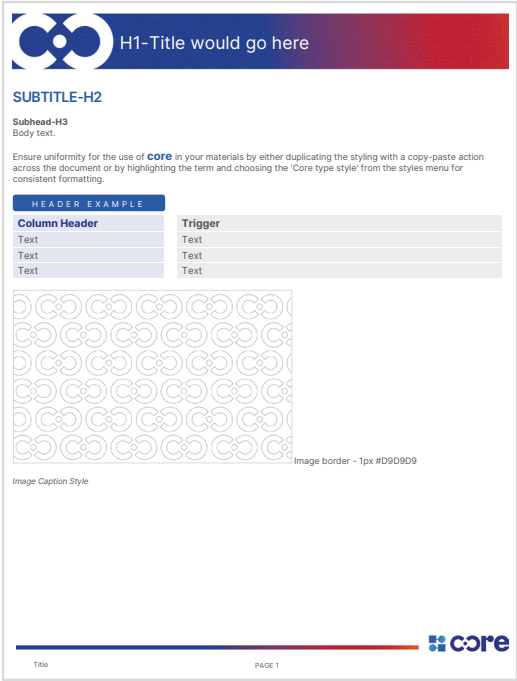 H1-Title would go here
SUBTITLE-H2
Subhead-H3
Body text.
Ensure uniformity for the use of core in your materials by either duplicating the styling with a copy-paste action
across the document or by highlighting the term and choosing the 'Core type style' from the styles menu for
consistent formatting.
HEADER EXAMPLE
Column Header Trigger
Text Text
Text Text
Text Text
Image border - 1px #D9D9D9
Image Caption Style
core
Title PAGE 1